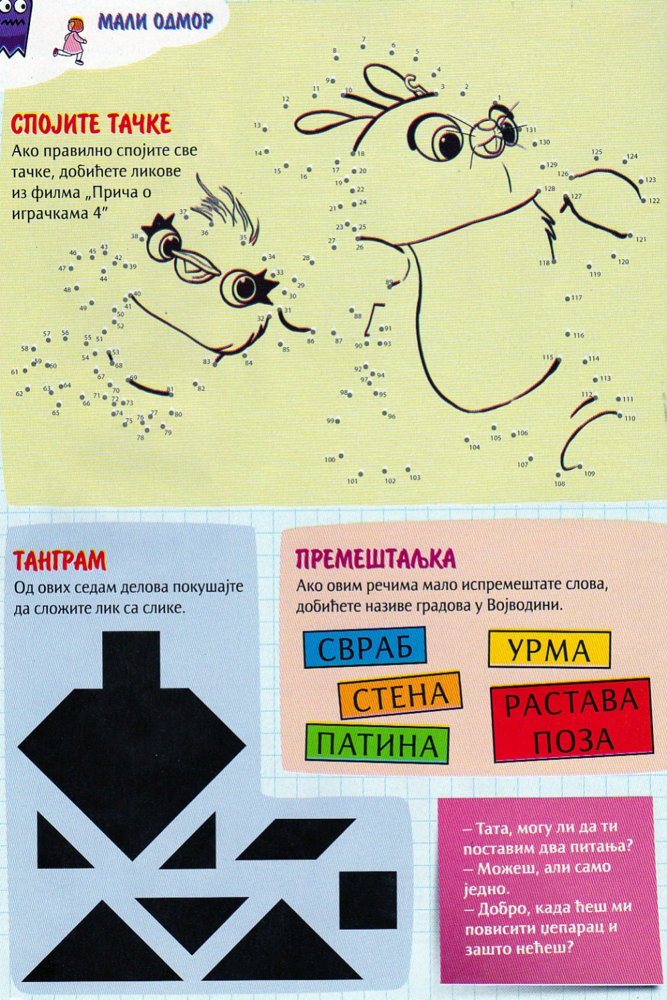 МАЛИ ОДМОР
СПОЈИТЕ ТАЧКЕ
Ако правилно спојите све
тачке, добићете ликове
из филма „Прича о
играчкама 4”
ТАНГРАМ
Од ових седам делова покушајте
да сложите лик са слике.
ПРЕМЕШТАЉКА
Ако овим речима мало испремештате слова,
добићете називе градова у Војводини.
СВРАБ
УРМА
СТЕНА
РАСТАВА
ПОЗА
ПАТИНА
– Тата, могу ли да ти
поставим два питања?
– Можеш, али само
једно.
– Добро, када ћеш ми
повисити џепарац и
зашто нећеш?